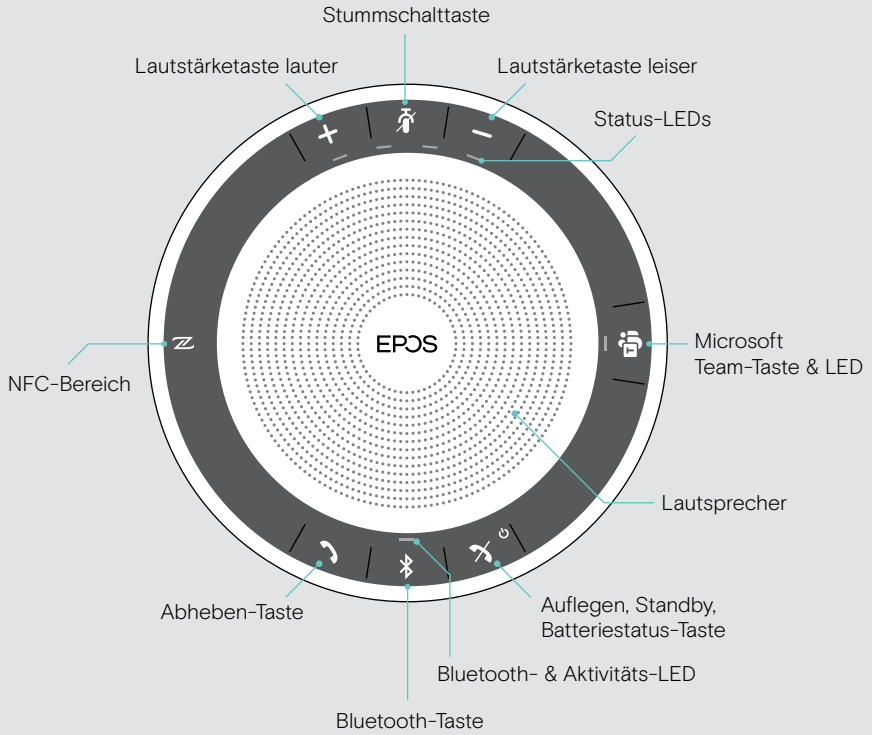 Stummschalttaste
Lautstärketaste lauter
Lautstärketaste leiser
Status-LEDs
EPOS
NFC-Bereich
Microsoft
Team-Taste & LED
Lautsprecher
Abheben-Taste
Auflegen, Standby,
Batteriestatus-Taste
Bluetooth- & Aktivitäts-LED
Bluetooth-Taste